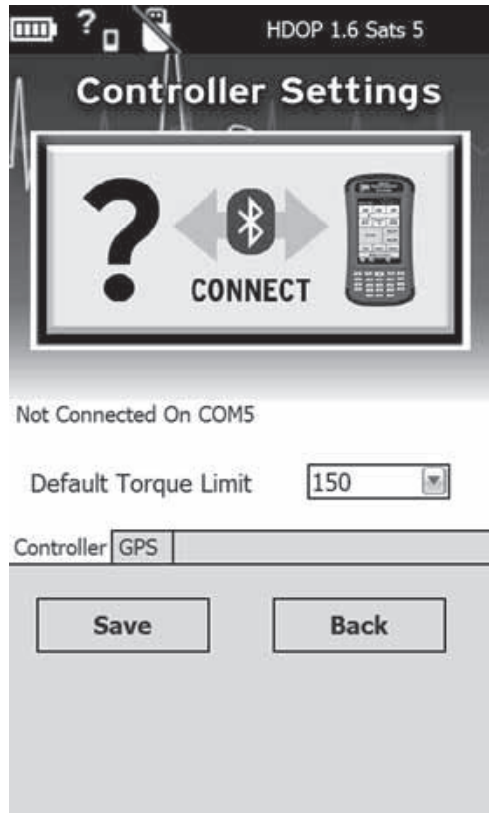 ? HDOP 1.6 Sats 5
Controller Settings
?
CONNECT
Not Connected On COM5
Default Torque Limit 150
Controller GPS
Save Back